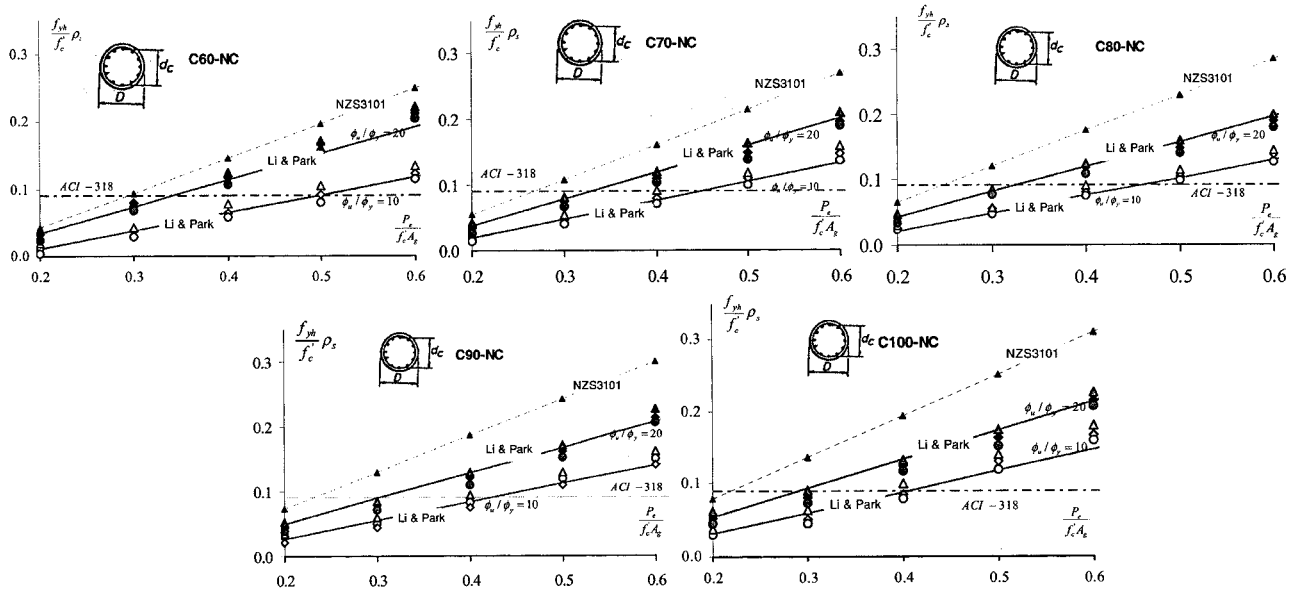 f_yh / f'_c ρ_s
C60-NC
d_c
D
0.3
0.2
0.1
0.0
NZS3101
ϕ_u/ϕ_y=20
Li & Park
ACI -318
ϕ_u/ϕ_y=10
Li & Park
P_e / f'_c A_g
0.2 0.3 0.4 0.5 0.6
f_yh / f'_c ρ_s
C70-NC
d_c
D
0.3
0.2
0.1
0.0
NZS3101
ϕ_u/ϕ_y=20
Li & Park
ACI -318
ϕ_u/ϕ_y=10
Li & Park
P_e / f'_c A_g
0.2 0.3 0.4 0.5 0.6
f_yh / f'_c ρ_s
C80-NC
d_c
D
0.3
0.2
0.1
0.0
NZS3101
ϕ_u/ϕ_y=20
Li & Park
ACI -318
ϕ_u/ϕ_y=10
Li & Park
P_e / f'_c A_g
0.2 0.3 0.4 0.5 0.6
f_yh / f'_c ρ_s
C90-NC
d_c
D
0.3
0.2
0.1
0.0
NZS3101
ϕ_u/ϕ_y=20
Li & Park
ACI -318
ϕ_u/ϕ_y=10
Li & Park
P_e / f'_c A_g
0.2 0.3 0.4 0.5 0.6
f_yh / f'_c ρ_s
C100-NC
d_c
D
0.3
0.2
0.1
0.0
NZS3101
ϕ_u/ϕ_y=20
Li & Park
ϕ_u/ϕ_y=10
Li & Park
ACI -318
P_e / f'_c A_g
0.2 0.3 0.4 0.5 0.6